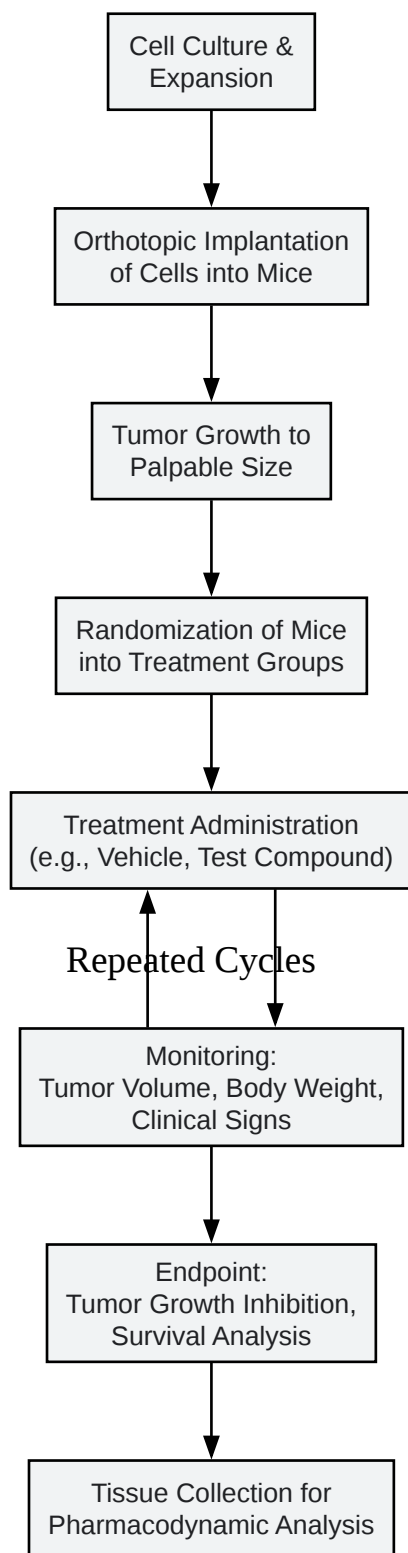 Cell Culture &
Expansion
Orthotopic Implantation
of Cells into Mice
Tumor Growth to
Palpable Size
Randomization of Mice
into Treatment Groups
Treatment Administration
(e.g., Vehicle, Test Compound)
Repeated Cycles
Monitoring:
Tumor Volume, Body Weight,
Clinical Signs
Endpoint:
Tumor Growth Inhibition,
Survival Analysis
Tissue Collection for
Pharmacodynamic Analysis